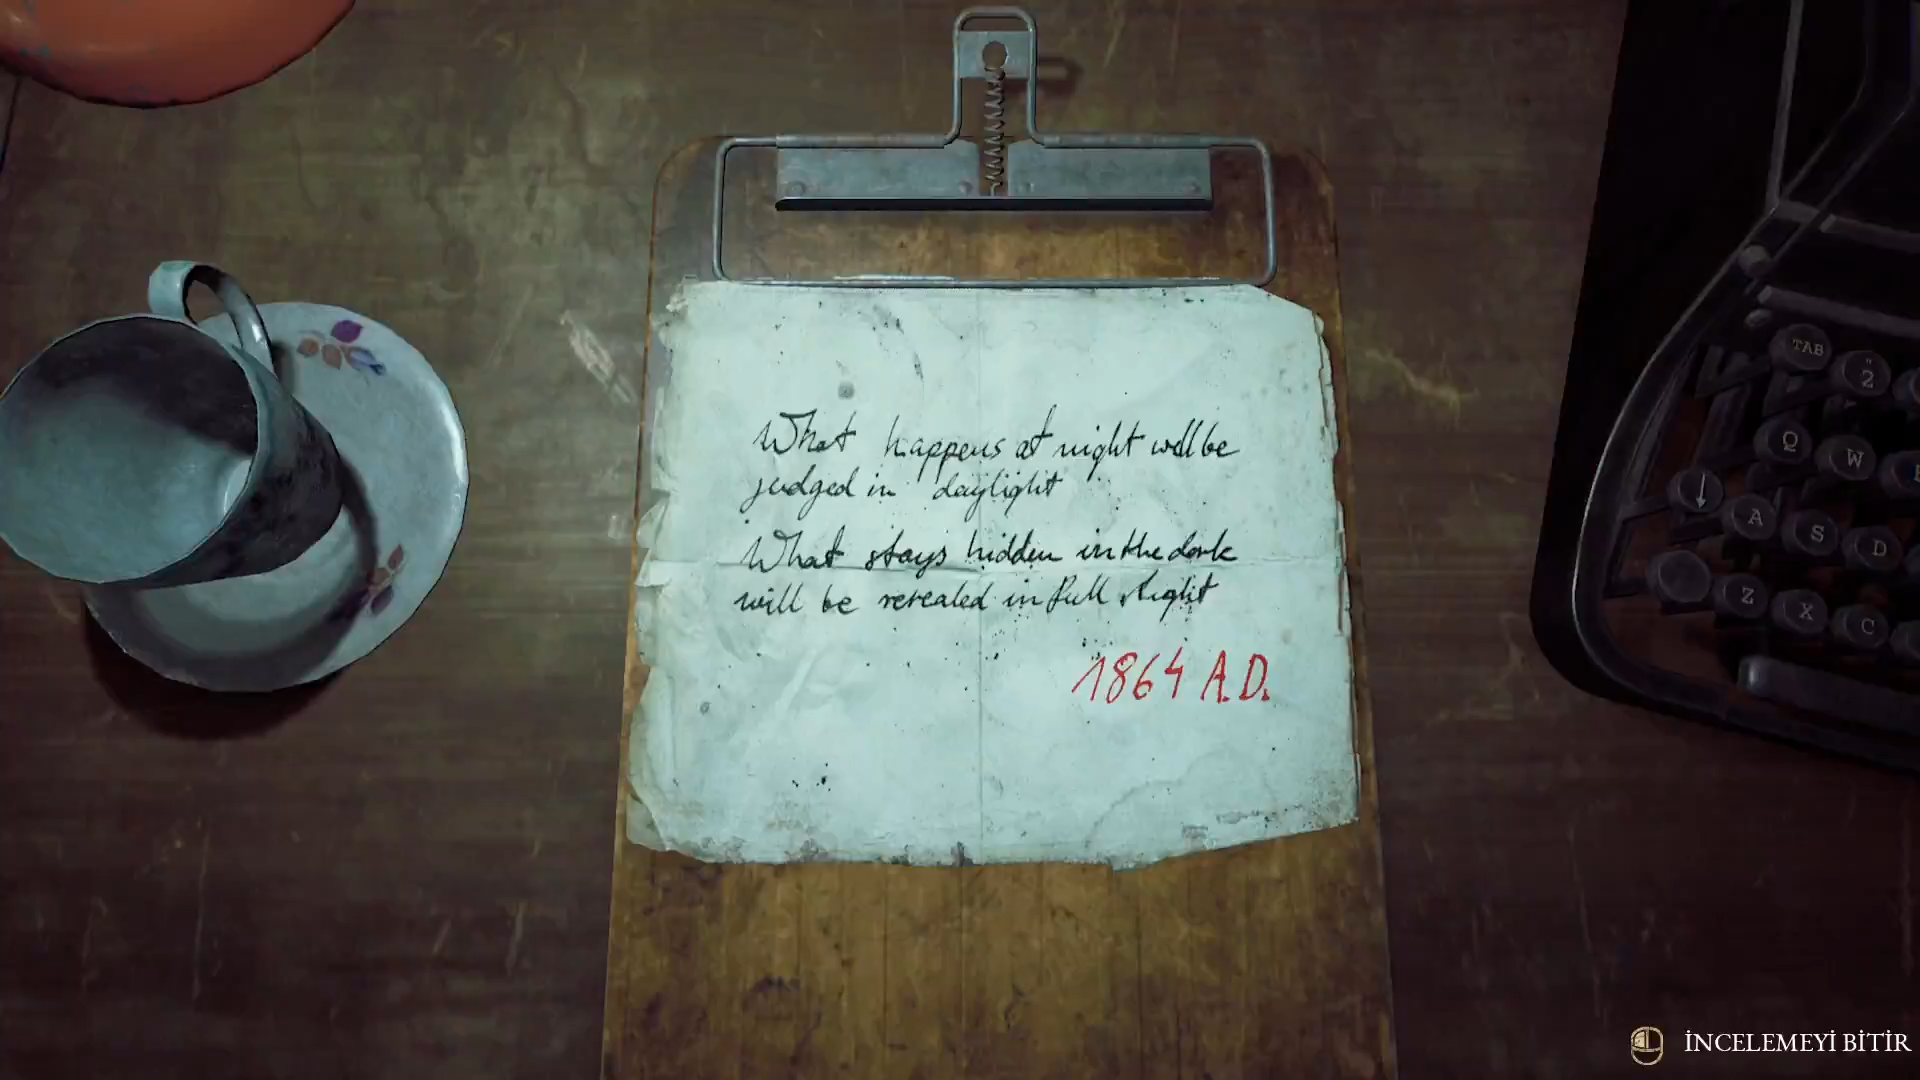 What happens at night will be
judged in daylight
What stays hidden in the dark
will be revealed in full light
1864 A.D.
TAB
" 2
Q W
A S D
Z X C
İNCELEMEYİ BİTİR